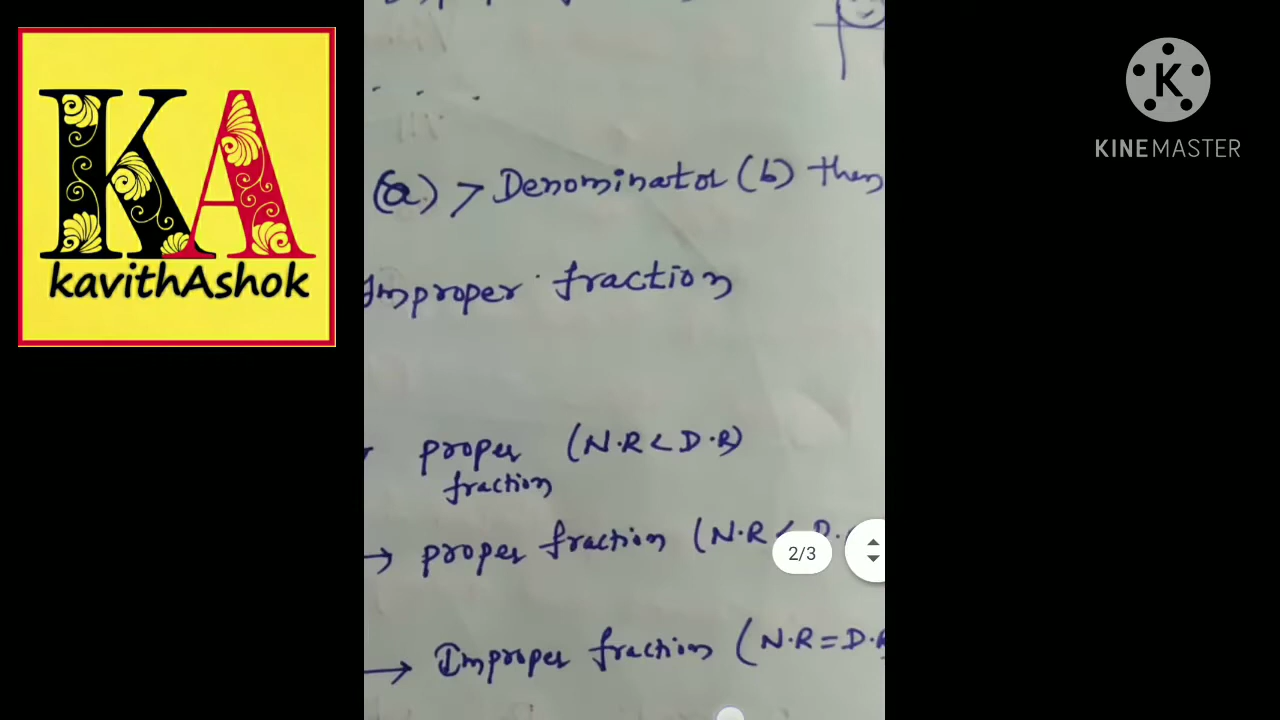 KA
kavithAshok
K
KINEMASTER
(a) > Denominator (b) then
Improper fraction
proper (N.R < D.R)
fraction
→ proper fraction (N.R < D.
2/3
→ Improper fraction (N.R = D.R